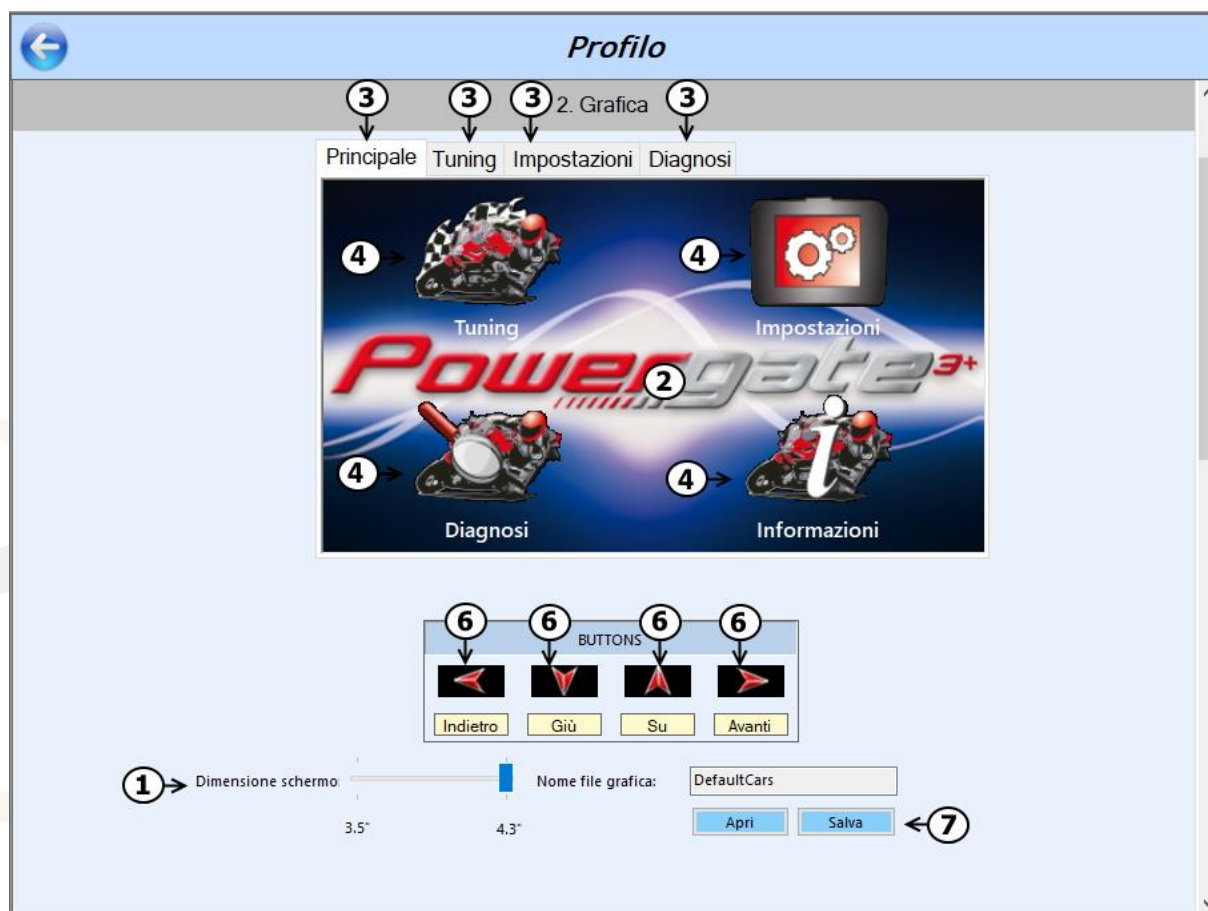 Profilo
3 3 3 3
2. Grafica
Principale Tuning Impostazioni Diagnosi
4 4
Tuning Impostazioni
Powergate 3+
2
4 4
Diagnosi Informazioni
6 6 6 6
BUTTONS
Indietro Giù Su Avanti
1 Dimensione schermo: Nome file grafica: DefaultCars
3.5" 4.3" Apri Salva 7